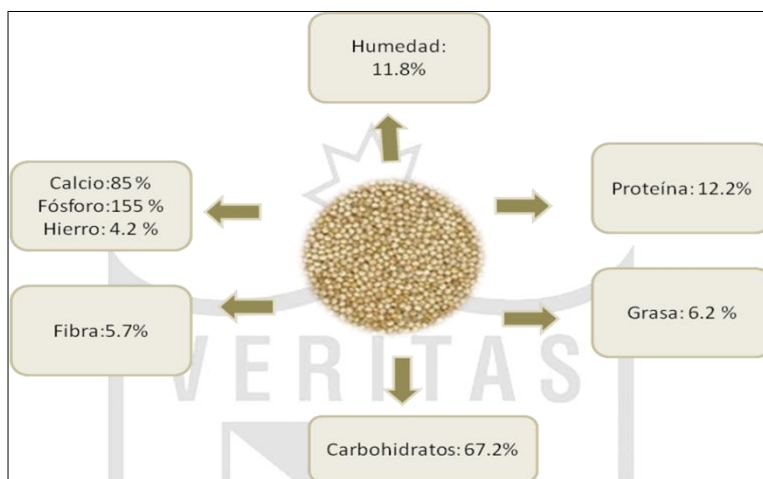 Humedad:
11.8%
Calcio:85 %
Fósforo:155 %
Hierro: 4.2 %
Proteína: 12.2%
Fibra:5.7%
Grasa: 6.2 %
VERITAS
Carbohidratos: 67.2%